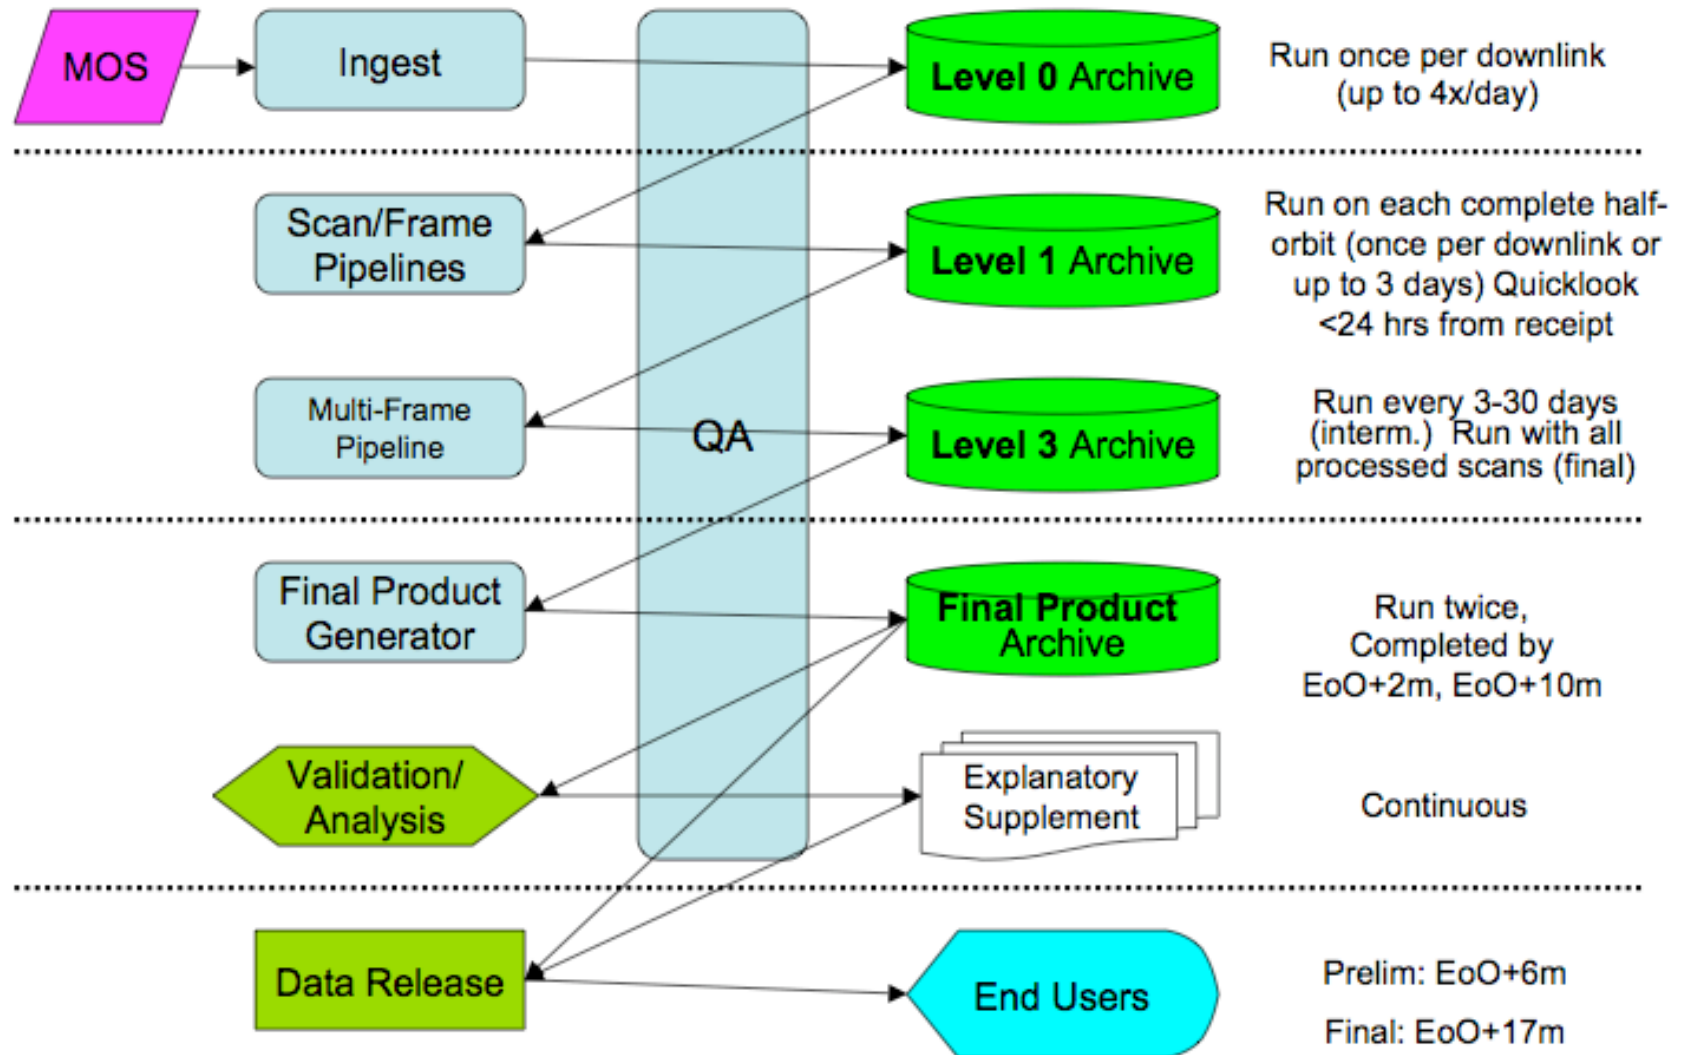 MOS
Ingest
Level 0 Archive
Run once per downlink
(up to 4x/day)
Scan/Frame
Pipelines
Level 1 Archive
Run on each complete half-
orbit (once per downlink or
up to 3 days) Quicklook
<24 hrs from receipt
Multi-Frame
Pipeline
QA
Level 3 Archive
Run every 3-30 days
(interm.) Run with all
processed scans (final)
Final Product
Generator
Final Product
Archive
Run twice,
Completed by
EoO+2m, EoO+10m
Validation/
Analysis
Explanatory
Supplement
Continuous
Data Release
End Users
Prelim: EoO+6m
Final: EoO+17m